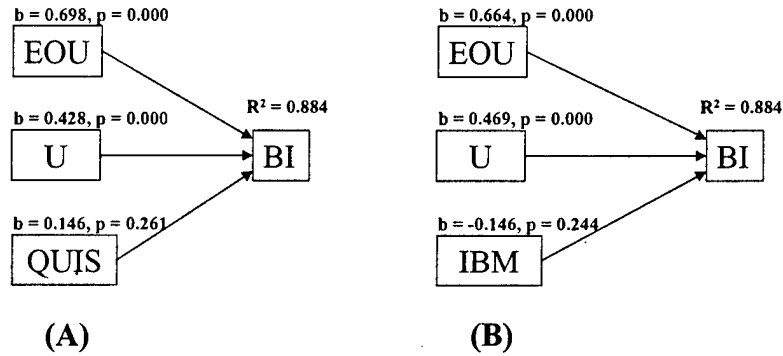 b = 0.698, p = 0.000
EOU
b = 0.428, p = 0.000
U
R² = 0.884
BI
b = 0.146, p = 0.261
QUIS
(A)
b = 0.664, p = 0.000
EOU
b = 0.469, p = 0.000
U
R² = 0.884
BI
b = -0.146, p = 0.244
IBM
(B)